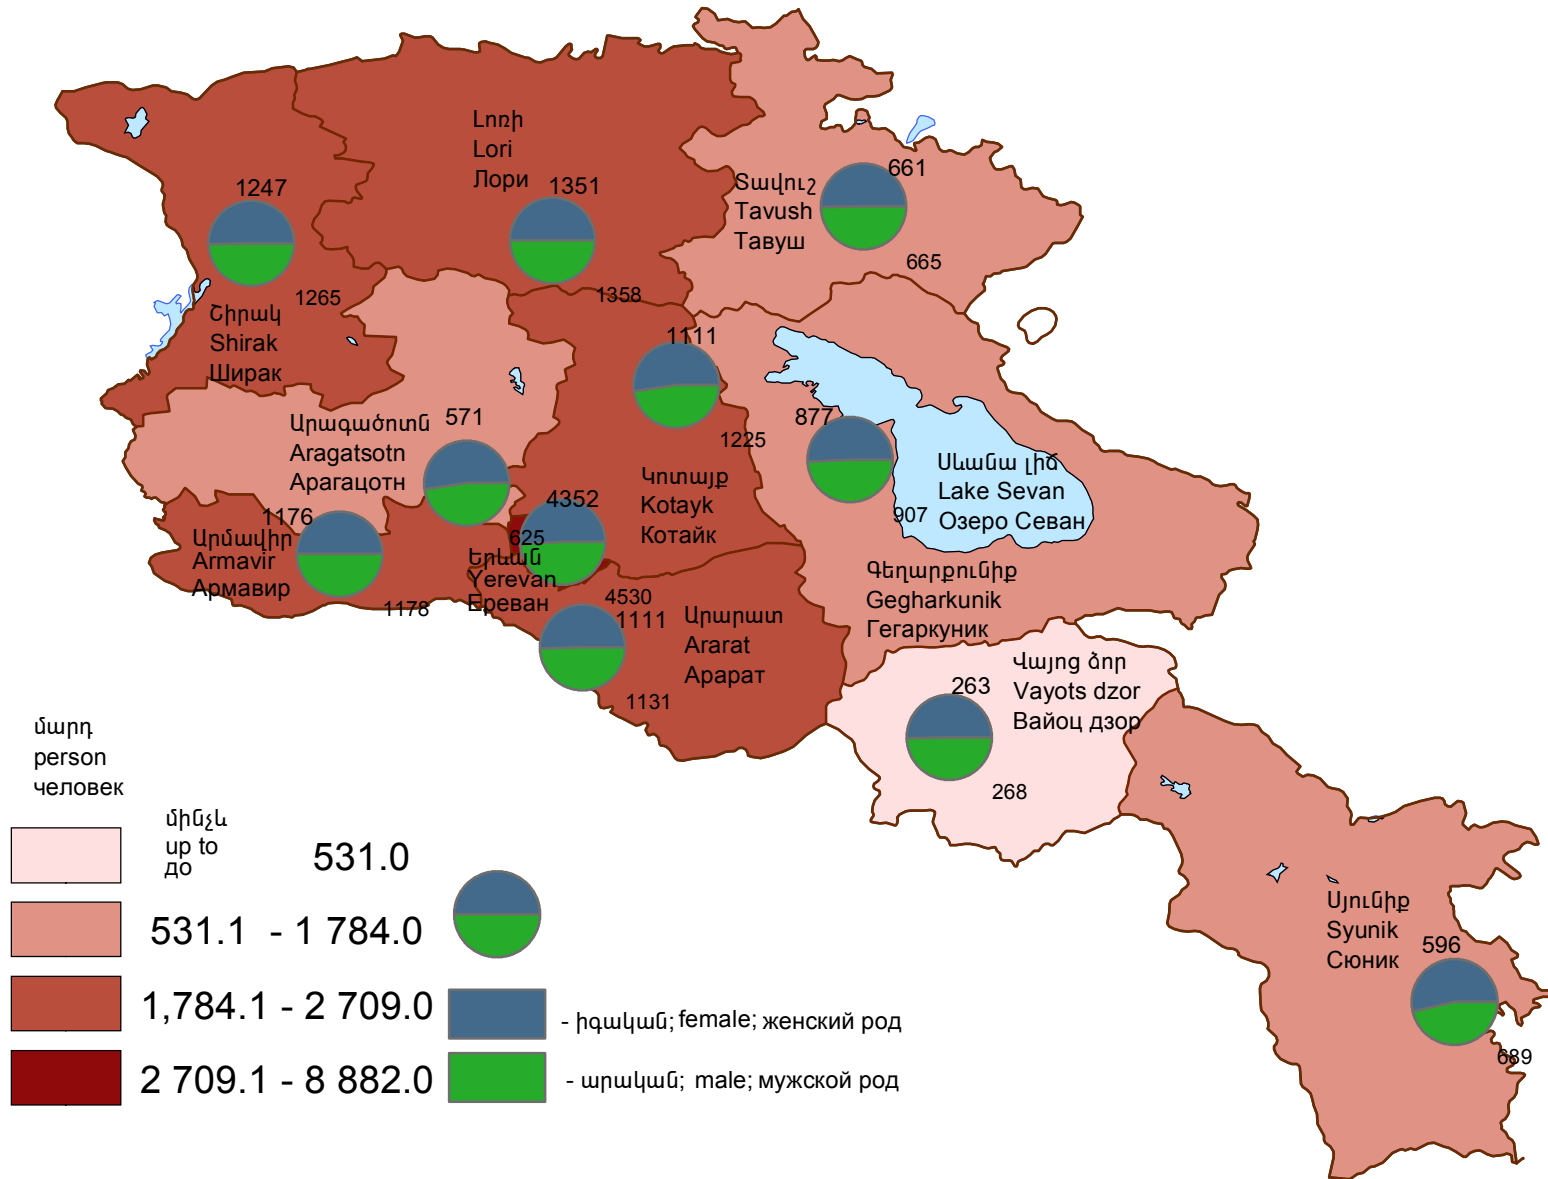 Լոռի
Lori
Лори
1351
1358
1247
1265
Շիրակ
Shirak
Ширак
661
Տավուշ
Tavush
Тавуш
665
1111
1225
Կոտայք
Kotayk
Котайк
571
Արագածոտն
Aragatsotn
Арагацотн
625
877
907
Սևանա լիճ
Lake Sevan
Озеро Севан
Գեղարքունիք
Gegharkunik
Гегаркуник
1176
Արմավիր
Armavir
Армавир
1178
4352
Երևան
Yerevan
Ереван
4530
1111
Արարատ
Ararat
Арарат
1131
263
Վայոց ձոր
Vayots dzor
Вайоц дзор
268
Սյունիք
Syunik
Сюник
596
689
մարդ
person
человек
մինչև
up to
до
531.0
531.1 - 1 784.0
1,784.1 - 2 709.0
2 709.1 - 8 882.0
- իգական; female; женский род
- արական; male; мужской род